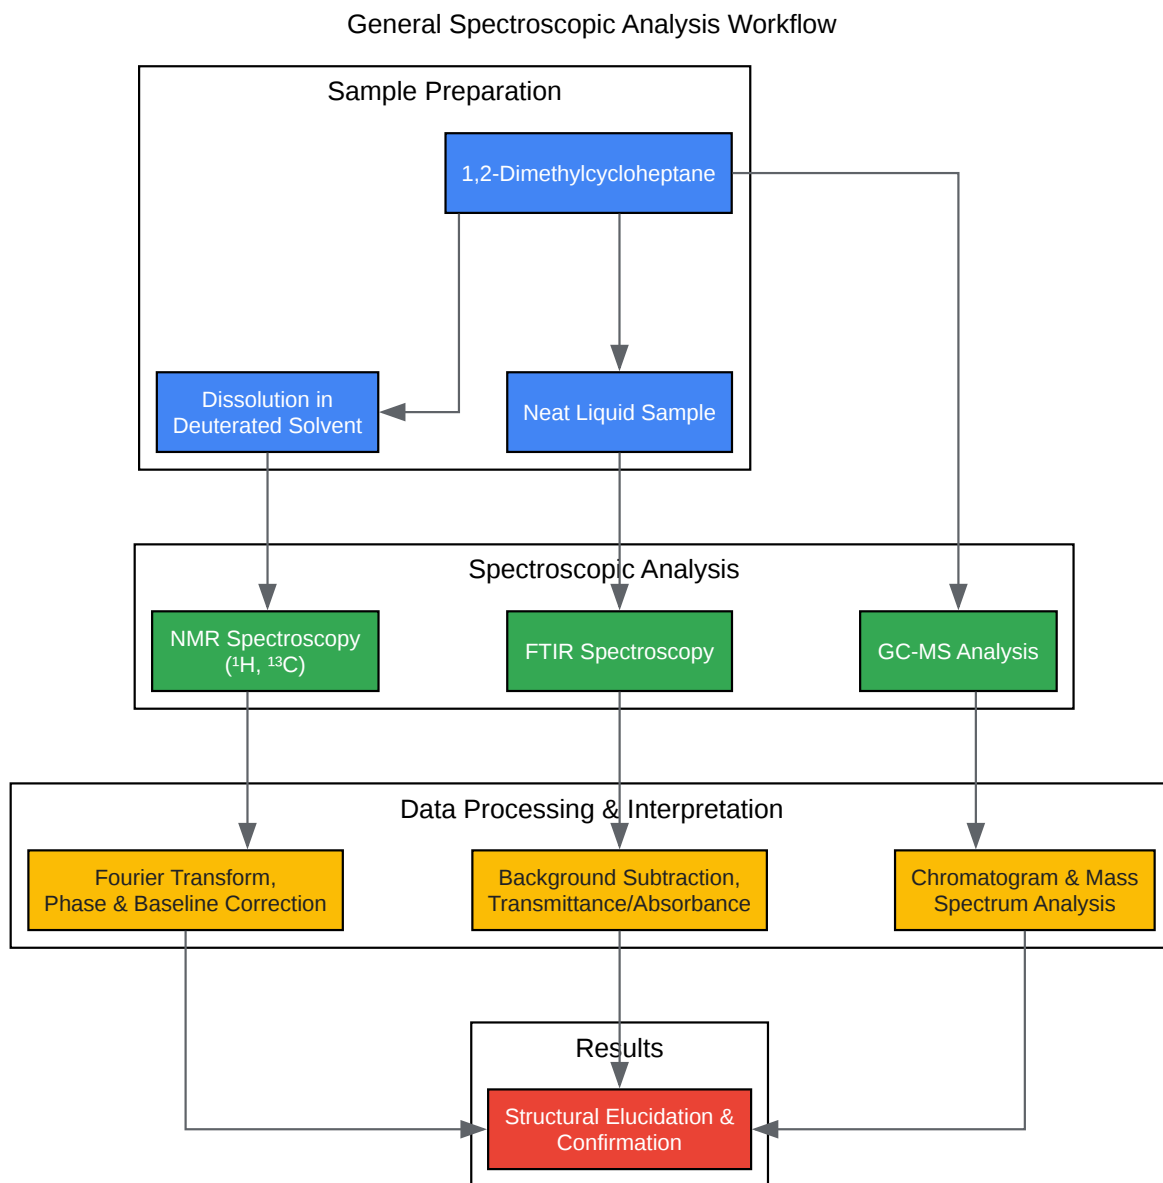 General Spectroscopic Analysis Workflow
Sample Preparation
1,2-Dimethylcycloheptane
Dissolution in
Deuterated Solvent
Neat Liquid Sample
Spectroscopic Analysis
NMR Spectroscopy
(¹H, ¹³C)
FTIR Spectroscopy
GC-MS Analysis
Data Processing & Interpretation
Fourier Transform,
Phase & Baseline Correction
Background Subtraction,
Transmittance/Absorbance
Chromatogram & Mass
Spectrum Analysis
Results
Structural Elucidation &
Confirmation